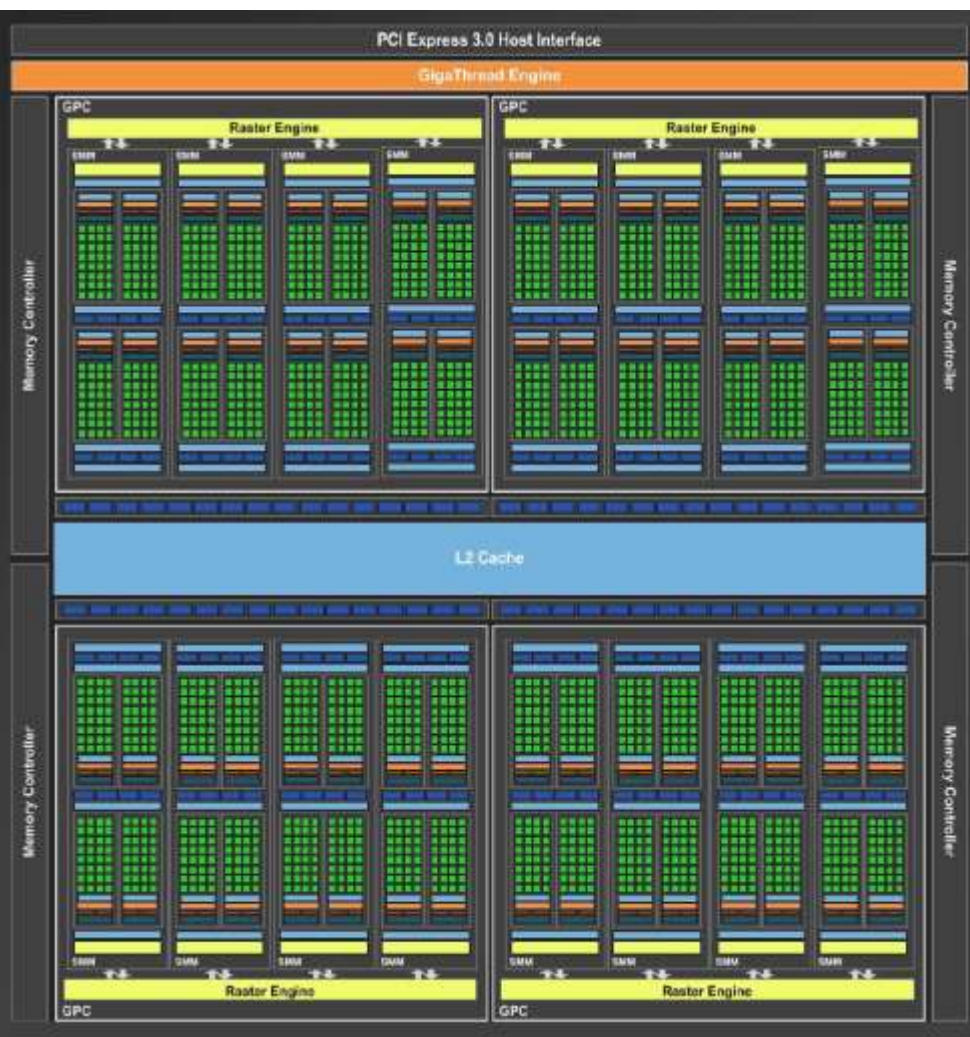 PCI Express 3.0 Host Interface
GigaThread Engine
GPC
GPC
Raster Engine
Raster Engine
SMM
SMM
SMM
SMM
SMM
SMM
SMM
SMM
Memory Controller
Memory Controller
L2 Cache
Memory Controller
Memory Controller
SMM
SMM
SMM
SMM
SMM
SMM
SMM
SMM
Raster Engine
Raster Engine
GPC
GPC